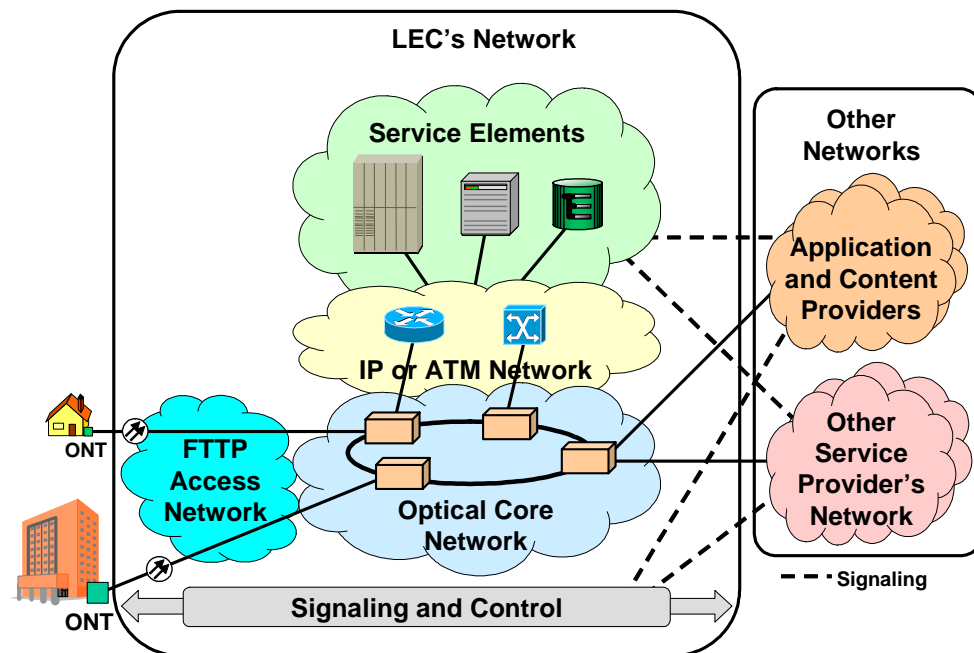 LEC's Network
Service Elements
IP or ATM Network
Other
Networks
Application
and Content
Providers
Other
Service
Provider's
Network
ONT
FTTP
Access
Network
Optical Core
Network
ONT
Signaling and Control
Signaling